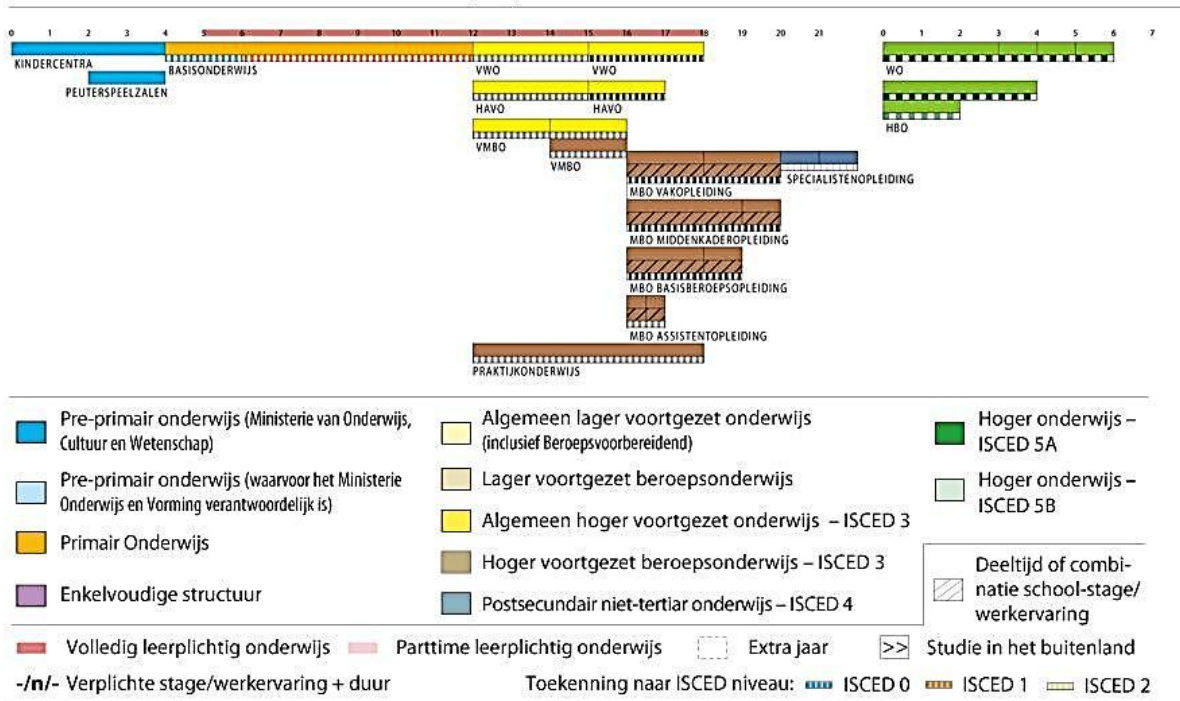 0 1 2 3 4 5 6 7 8 9 10 11 12 13 14 15 16 17 18 19 20 21 0 1 2 3 4 5 6 7
KINDERCENTRA BASISONDERWIJS VWO VWO WO
PEUTERSPEELZALEN
HAVO HAVO
HBO
VMBO
VMBO
SPECIALISTENOPLEIDING
MBO VAKOPLEIDING
MBO MIDDENKADEROPLEIDING
MBO BASISBEROEPSOPLEIDING
MBO ASSISTENTOPLEIDING
PRAKTIJKONDERWIJS
Pre-primair onderwijs (Ministerie van Onderwijs,
Cultuur en Wetenschap)
Pre-primair onderwijs (waarvoor het Ministerie
Onderwijs en Vorming verantwoordelijk is)
Primair Onderwijs
Enkelvoudige structuur
Algemeen lager voortgezet onderwijs
(inclusief Beroepsvoorbereidend)
Lager voortgezet beroepsonderwijs
Algemeen hoger voortgezet onderwijs – ISCED 3
Hoger voortgezet beroepsonderwijs – ISCED 3
Postsecundair niet-tertiar onderwijs – ISCED 4
Hoger onderwijs –
ISCED 5A
Hoger onderwijs –
ISCED 5B
Deeltijd of combi-
natie school-stage/
werkervaring
Volledig leerplichtig onderwijs Parttime leerplichtig onderwijs Extra jaar >> Studie in het buitenland
-/n/- Verplichte stage/werkervaring + duur Toekenning naar ISCED niveau: ISCED 0 ISCED 1 ISCED 2